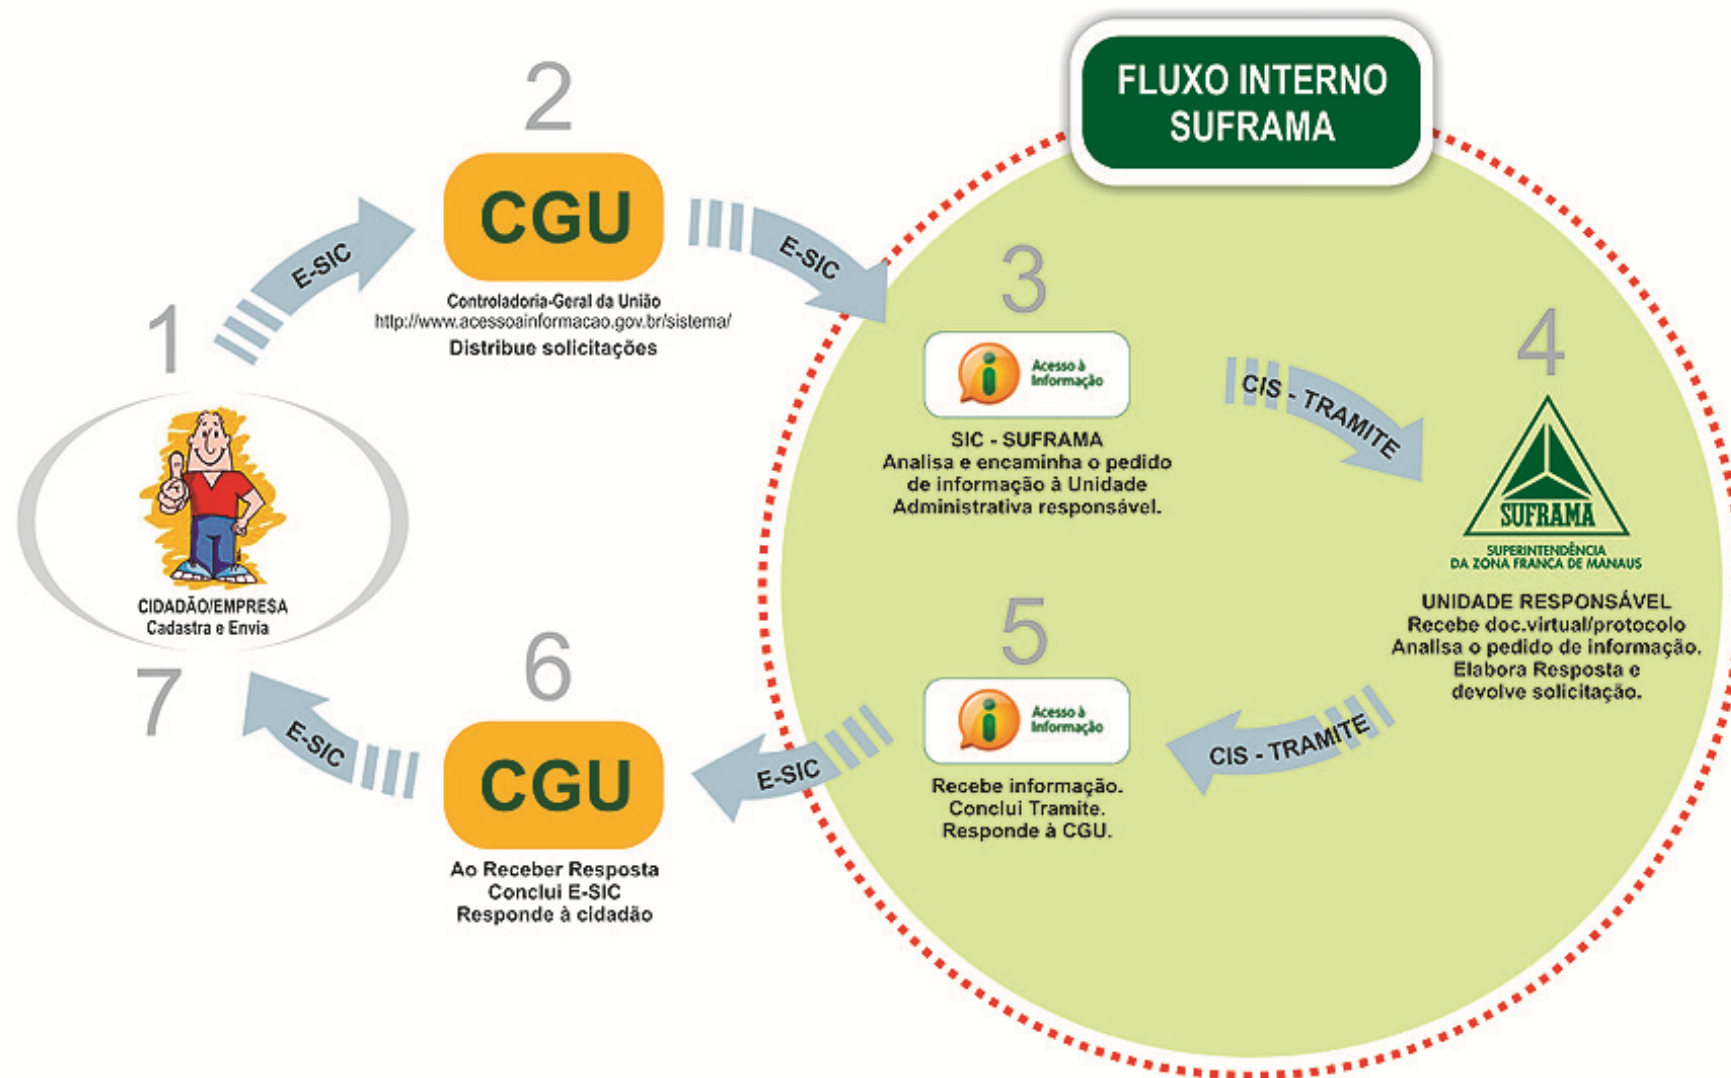 FLUXO INTERNO
SUFRAMA
1
CIDADÃO/EMPRESA
Cadastra e Envia
E-SIC
2
CGU
Controladoria-Geral da União
http://www.acessoainformacao.gov.br/sistema/
Distribue solicitações
E-SIC
3
Acesso à
Informação
SIC - SUFRAMA
Analisa e encaminha o pedido
de informação à Unidade
Administrativa responsável.
CIS - TRAMITE
4
SUFRAMA
SUPERINTENDÊNCIA
DA ZONA FRANCA DE MANAUS
UNIDADE RESPONSÁVEL
Recebe doc.virtual/protocolo
Analisa o pedido de informação.
Elabora Resposta e
devolve solicitação.
CIS - TRAMITE
5
Acesso à
Informação
Recebe informação.
Conclui Tramite.
Responde à CGU.
E-SIC
6
CGU
Ao Receber Resposta
Conclui E-SIC
Responde à cidadão
E-SIC
7